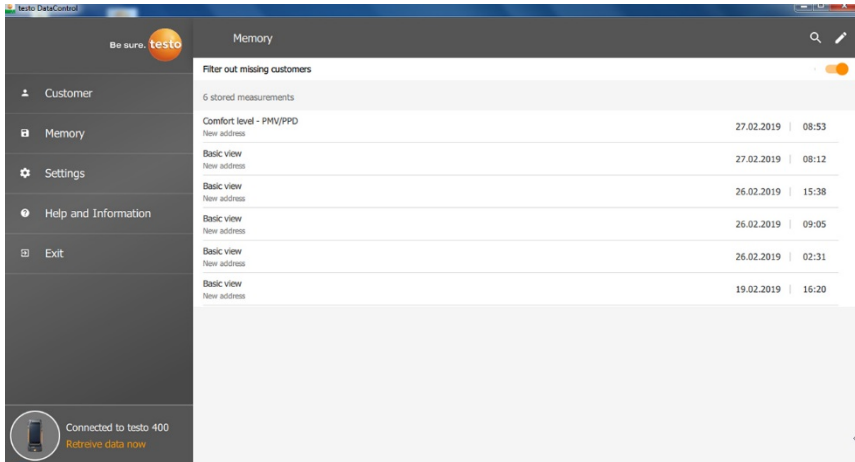 testo DataControl
Be sure. testo
Memory
Filter out missing customers
Customer
6 stored measurements
Memory
Comfort level - PMV/PPD
New address
27.02.2019 | 08:53
Basic view
New address
27.02.2019 | 08:12
Settings
Basic view
New address
26.02.2019 | 15:38
Help and Information
Basic view
New address
26.02.2019 | 09:05
Exit
Basic view
New address
26.02.2019 | 02:31
Basic view
New address
19.02.2019 | 16:20
Connected to testo 400
Retreive data now